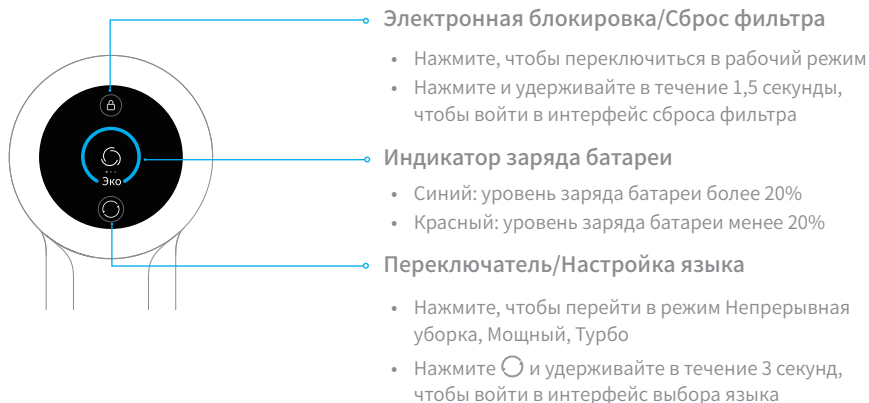 Электронная блокировка/Сброс фильтра
• Нажмите, чтобы переключиться в рабочий режим
• Нажмите и удерживайте в течение 1,5 секунды,
чтобы войти в интерфейс сброса фильтра
Эко
Индикатор заряда батареи
• Синий: уровень заряда батареи более 20%
• Красный: уровень заряда батареи менее 20%
Переключатель/Настройка языка
• Нажмите, чтобы перейти в режим Непрерывная
уборка, Мощный, Турбо
• Нажмите и удерживайте в течение 3 секунд,
чтобы войти в интерфейс выбора языка